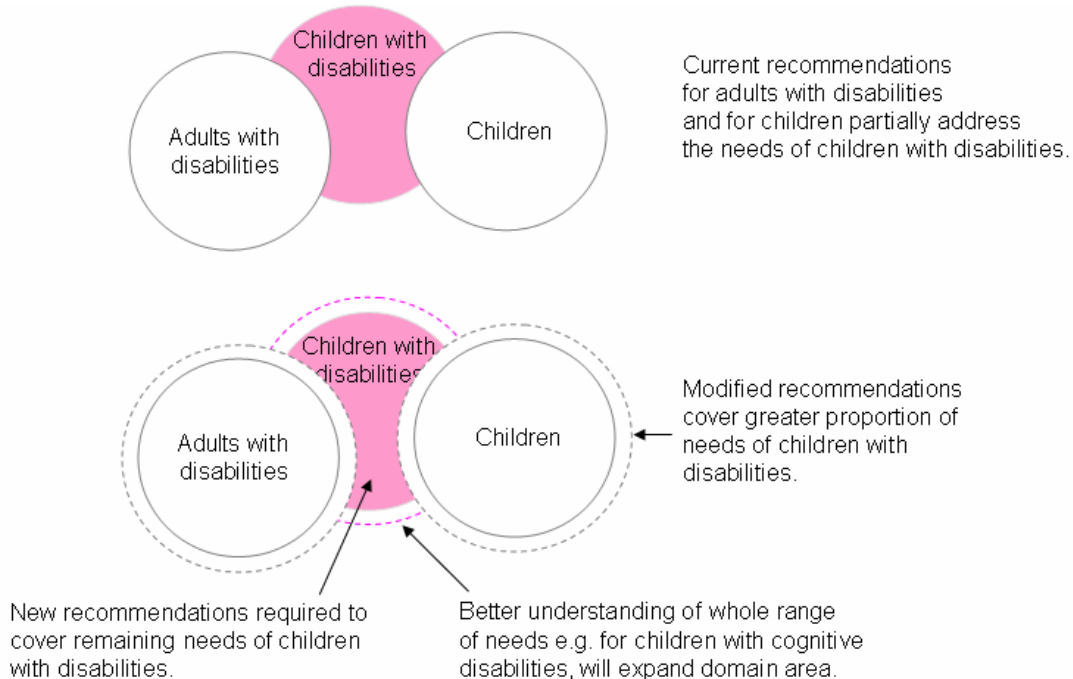 Children with
disabilities
Adults with
disabilities
Children
Current recommendations
for adults with disabilities
and for children partially address
the needs of children with disabilities.
Children with
disabilities
Adults with
disabilities
Children
Modified recommendations
cover greater proportion of
needs of children with
disabilities.
New recommendations required to
cover remaining needs of children
with disabilities.
Better understanding of whole range
of needs e.g. for children with cognitive
disabilities, will expand domain area.